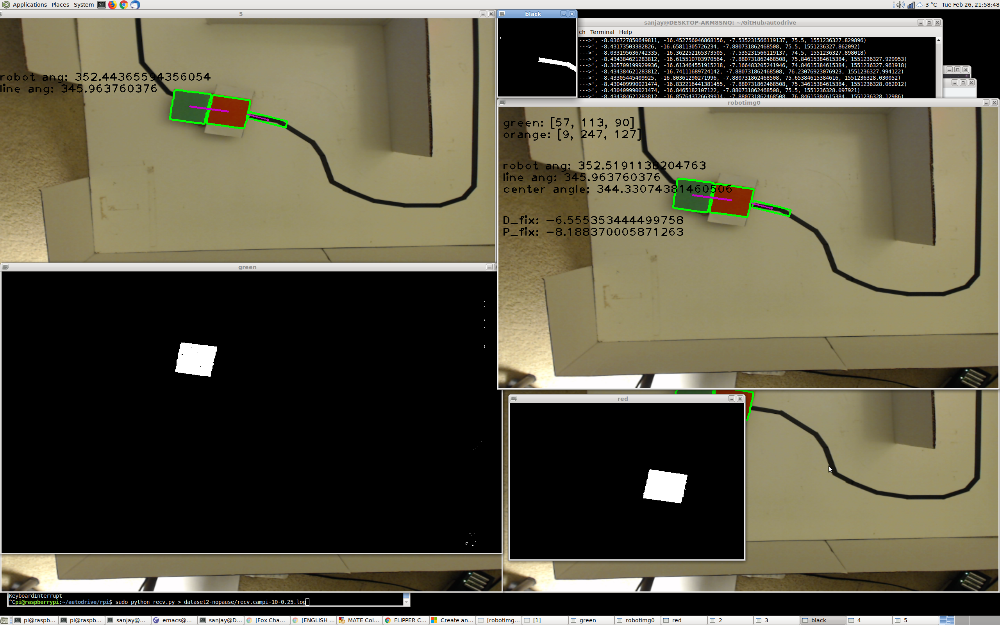 Applications Places System
-3 °C Tue Feb 26, 21:58:48
5
robot ang: 352.44365594356054
line ang: 345.963760376
black
sanjay@DESKTOP-ARM8SNQ: ~/GitHub/autodrive
rch Terminal Help
--->', -8.036727850649811, -16.452756046868156, -7.535231566119137, 75.5, 1551236327.829896)
--->', -8.43173503382826, -16.65811305726234, -7.880731862468508, 75.5, 1551236327.862092)
--->', -8.033195636742335, -16.362252165373505, -7.535231566119137, 74.5, 1551236327.898018)
--->', -8.434384621283812, -16.615510703970564, -7.880731862468508, 75.84615384615384, 1551236327.929953)
--->', -8.305709199929936, -16.613464551915218, -7.166483205241946, 74.84615384615384, 1551236327.961918)
--->', -8.434384621283812, -16.74111689724142, -7.880731862468508, 76.23076923076923, 1551236327.994122)
--->', -8.43305445409925, -16.80361290271996, -7.880731862468508, 75.65384615384616, 1551236328.030052)
--->', -8.430409990021474, -16.832216441381455, -7.880731862468508, 75.34615384615384, 1551236328.062012)
--->', -8.430409990021474, -16.8465182107122, -7.880731862468508, 75.5, 1551236328.097921)
--->', -8.434384621283812, -16.857643726639914, -7.880731862468508, 76.84615384615384, 1551236328.12986)
robotimg0
green: [57, 113, 90]
orange: [9, 247, 127]
robot ang: 352.5191138204763
line ang: 345.963760376
center angle: 344.33074381460506
D_fix: -6.555353444499758
P_fix: -8.188370005871263
green
red
KeyboardInterrupt
^Cpi@raspberrypi:~/autodrive/rpi$ sudo python recv.py > dataset2-nopause/recv.campi-10-0.25.log
pi@raspb... pi@raspb... sanjay@... emacs@... sanjay@D... [Fox Cha... [ENGLISH ... MATE Col... FLIPPER C... Create an... [robotimg... [1] green robotimg0 red 2 3 black 4 5